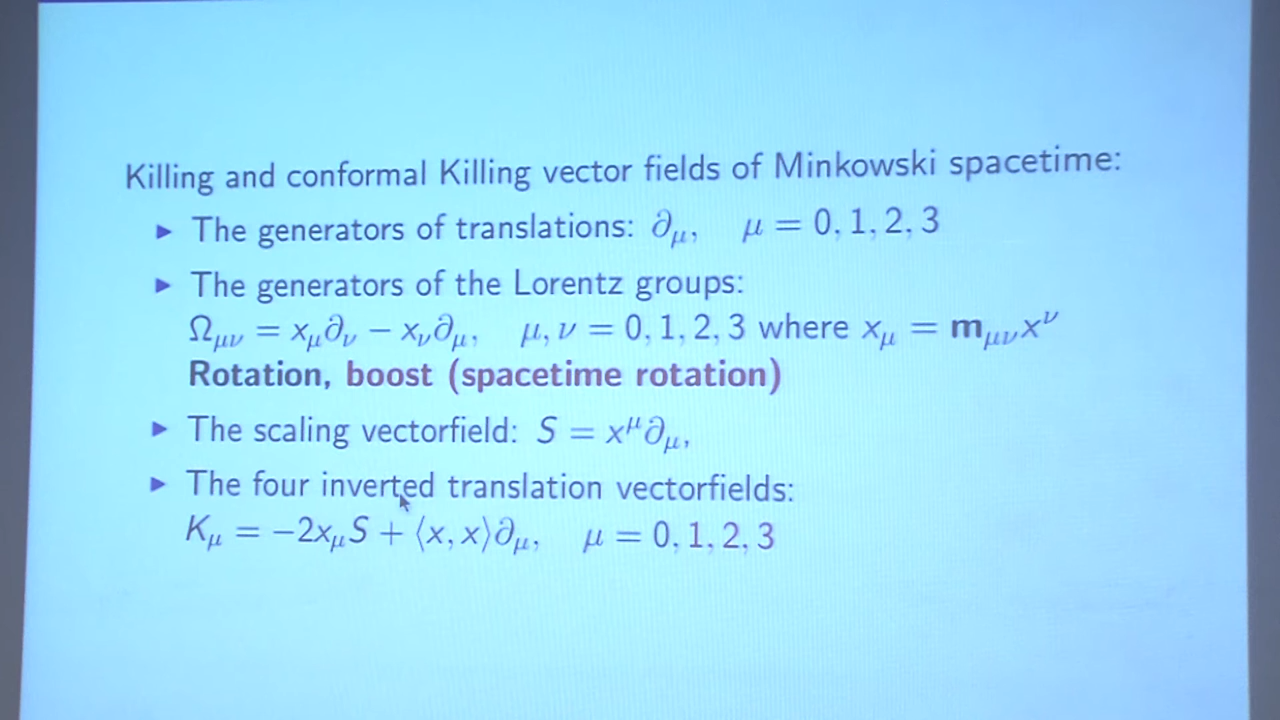 Killing and conformal Killing vector fields of Minkowski spacetime:
▶ The generators of translations: ∂_μ, μ = 0, 1, 2, 3
▶ The generators of the Lorentz groups:
Ω_μν = x_μ∂_ν − x_ν∂_μ, μ, ν = 0, 1, 2, 3 where x_μ = m_μν x^ν
Rotation, boost (spacetime rotation)
▶ The scaling vectorfield: S = x^μ∂_μ,
▶ The four inverted translation vectorfields:
K_μ = −2x_μS + ⟨x, x⟩∂_μ, μ = 0, 1, 2, 3